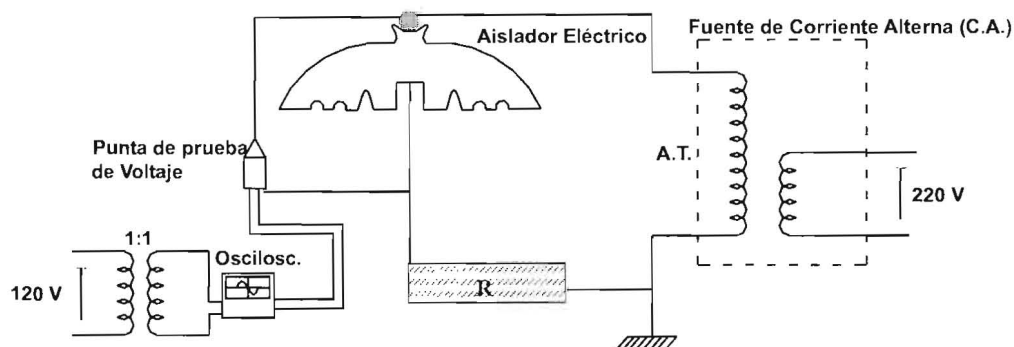 Fuente de Corriente Alterna (C.A.)
Aislador Eléctrico
Punta de prueba
de Voltaje
A.T.
220 V
1:1
Oscilosc.
120 V
R